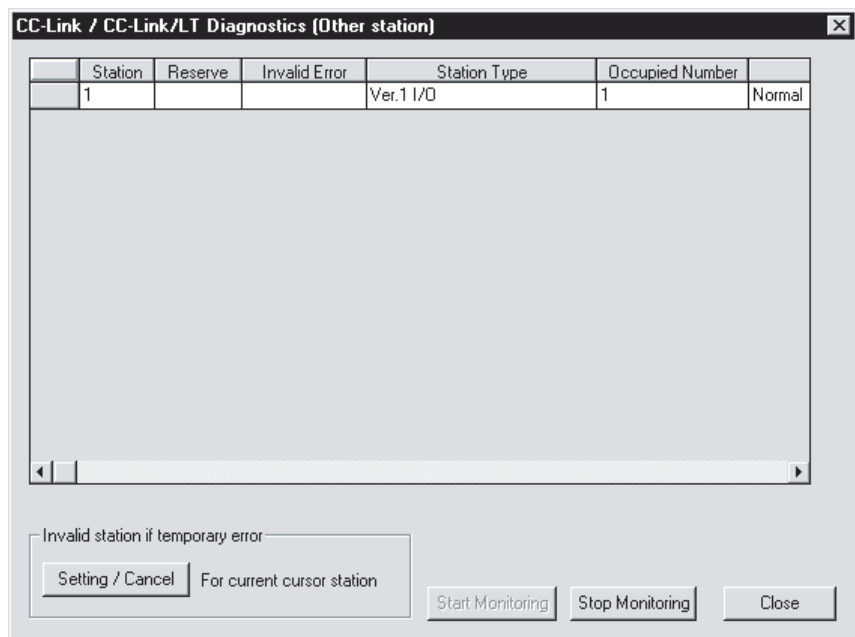 CC-Link / CC-Link/LT Diagnostics (Other station)
Station Reserve Invalid Error Station Type Occupied Number
1 Ver.1 I/O 1 Normal
Invalid station if temporary error
Setting / Cancel For current cursor station
Start Monitoring Stop Monitoring Close